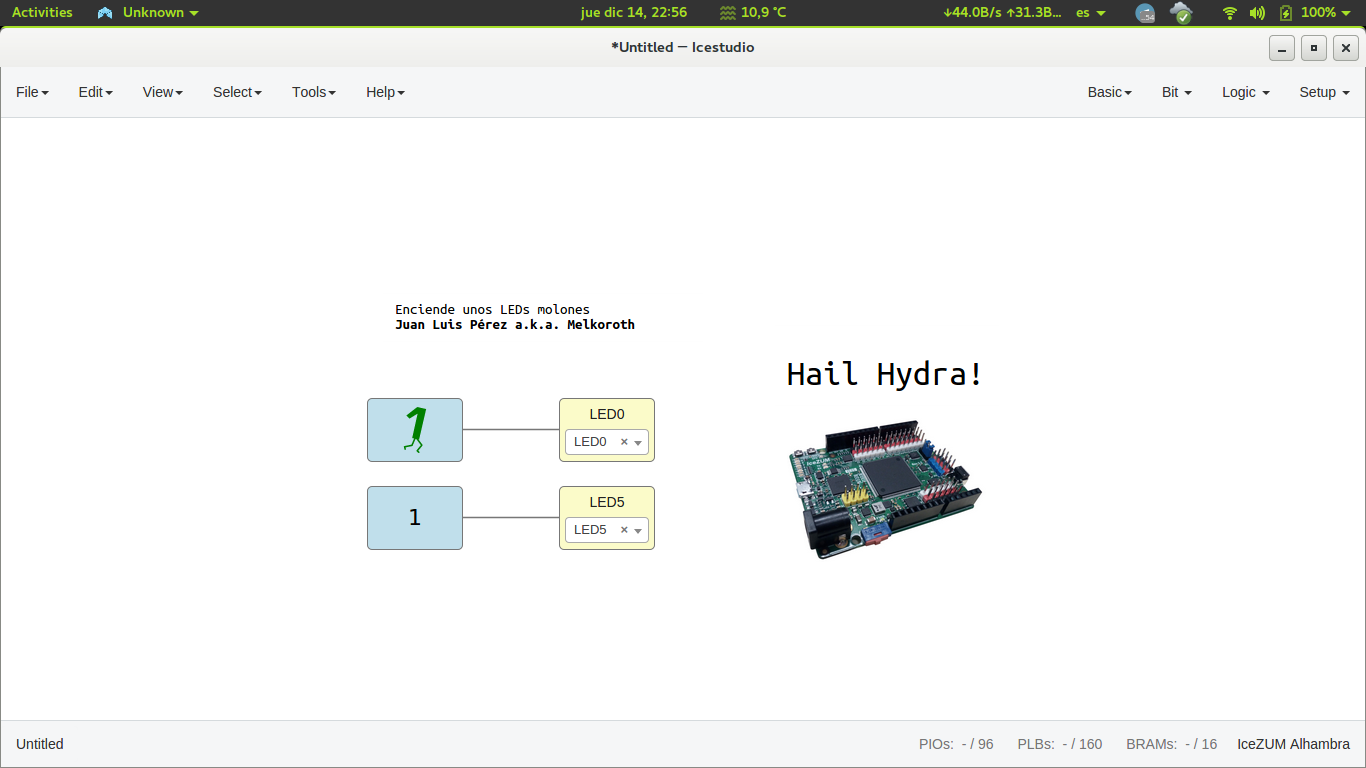 Activities Unknown jue dic 14, 22:56 10,9 °C ↓44.0B/s ↑31.3B... es 54 100%
*Untitled — Icestudio
File Edit View Select Tools Help Basic Bit Logic Setup
Enciende unos LEDs molones
Juan Luis Pérez a.k.a. Melkoroth
Hail Hydra!
1 LED0
LED0 ×
IceZUM
1 LED5
LED5 ×
Untitled PIOs: - / 96 PLBs: - / 160 BRAMs: - / 16 IceZUM Alhambra